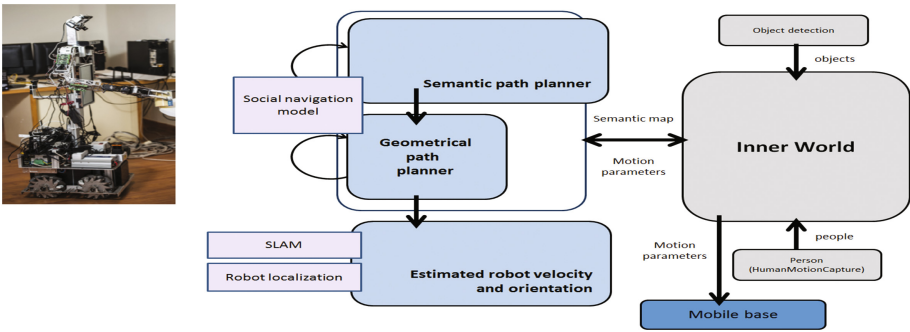 Semantic path planner
Social navigation
model
Geometrical
path
planner
SLAM
Robot localization
Estimated robot velocity
and orientation
Semantic map
Motion
parameters
Object detection
objects
Inner World
people
Person
(HumanMotionCapture)
Motion
parameters
Mobile base